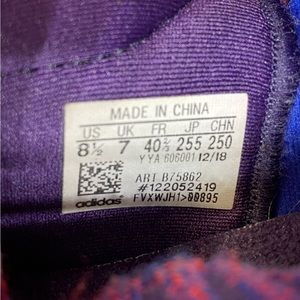 MADE IN CHINA
US UK FR JP CHN
8½ 7 40⅔ 255 250
YYA 606001 12/18
ART B75862
#122052419
adidas FVXWJH1>D0895